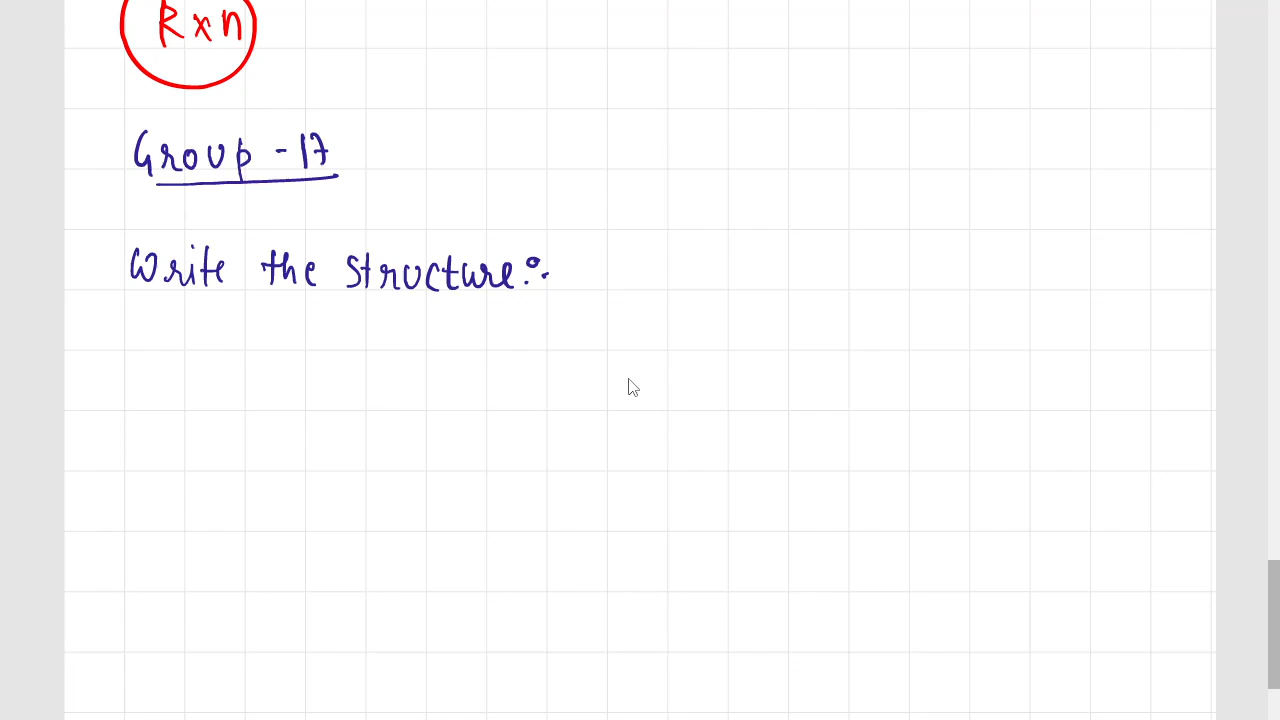 Rxn
Group - 17
Write the structure :-